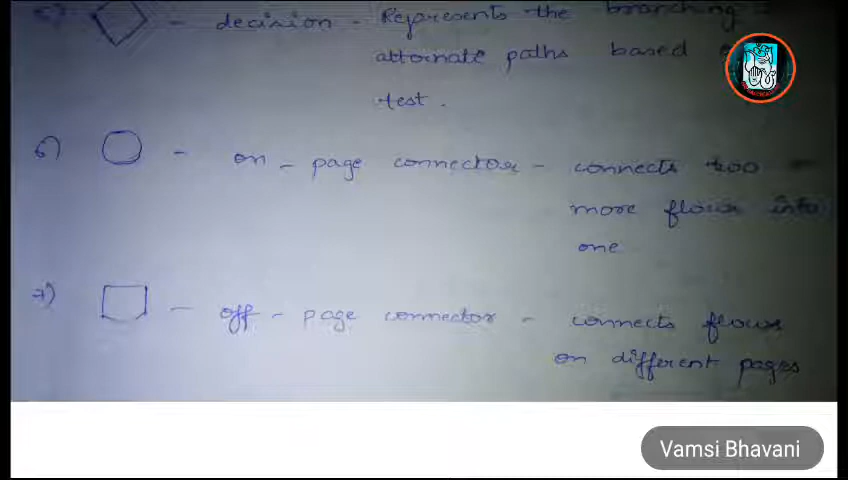 decision - Represents the branching
alternate paths based
test.
6) - on - page connector - connects two
more flows into
one
7) - off - page connector - connects flows
on different pages
Vamsi Bhavani